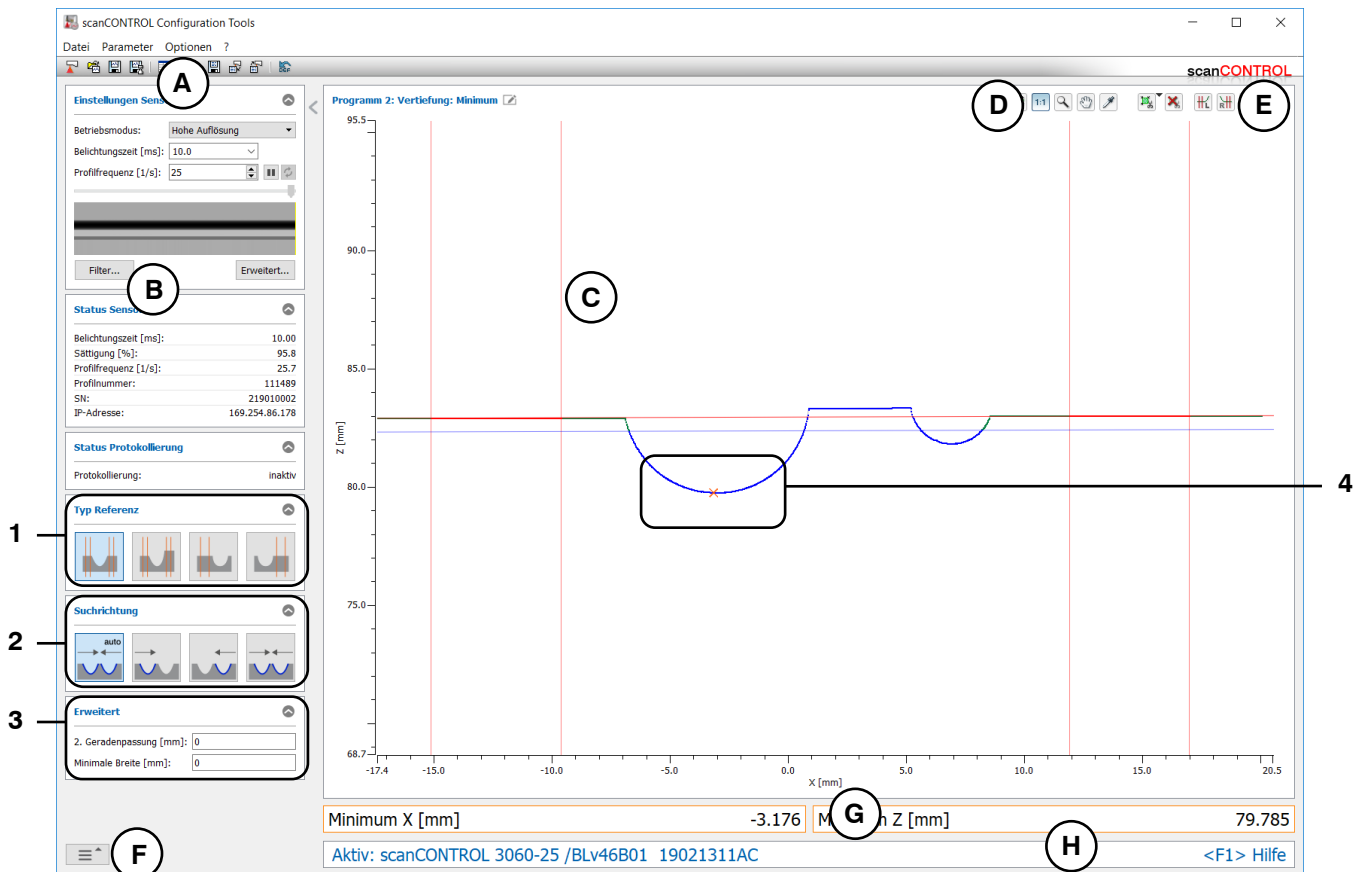 scanCONTROL Configuration Tools
Datei Parameter Optionen ?
scanCONTROL
A
Einstellungen Sens
Betriebsmodus: Hohe Auflösung
Belichtungszeit [ms]: 10.0
Profilfrequenz [1/s]: 25
Filter... Erweitert...
B
Status Senso
Belichtungszeit [ms]: 10.00
Sättigung [%]: 95.8
Profilfrequenz [1/s]: 25.7
Profilnummer: 111489
SN: 219010002
IP-Adresse: 169.254.86.178
Status Protokollierung
Protokollierung: inaktiv
1
Typ Referenz
2
Suchrichtung
auto
3
Erweitert
2. Geradenpassung [mm]: 0
Minimale Breite [mm]: 0
F
Programm 2: Vertiefung: Minimum
D
1:1
L
R
E
C
4
95.5
90.0
85.0
80.0
75.0
68.7
Z [mm]
-17.4 -15.0 -10.0 -5.0 0.0 5.0 10.0 15.0 20.5
X [mm]
Minimum X [mm] -3.176
M n Z [mm] 79.785
G
H
Aktiv: scanCONTROL 3060-25 /BLv46B01 19021311AC <F1> Hilfe